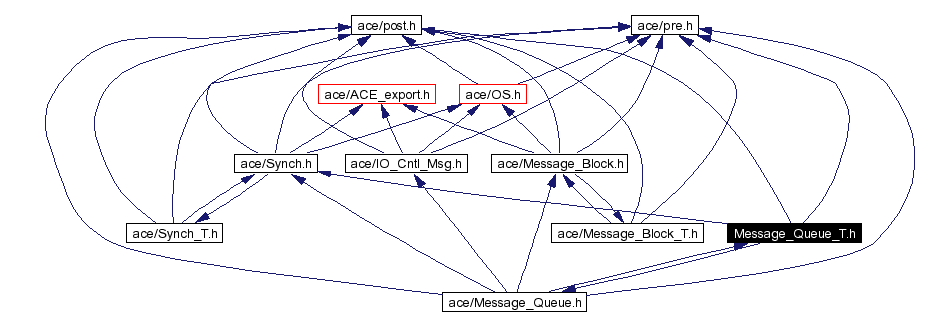 ace/post.h
ace/pre.h
ace/ACE_export.h
ace/OS.h
ace/Synch.h
ace/IO_Cntl_Msg.h
ace/Message_Block.h
ace/Synch_T.h
ace/Message_Block_T.h
Message_Queue_T.h
ace/Message_Queue.h